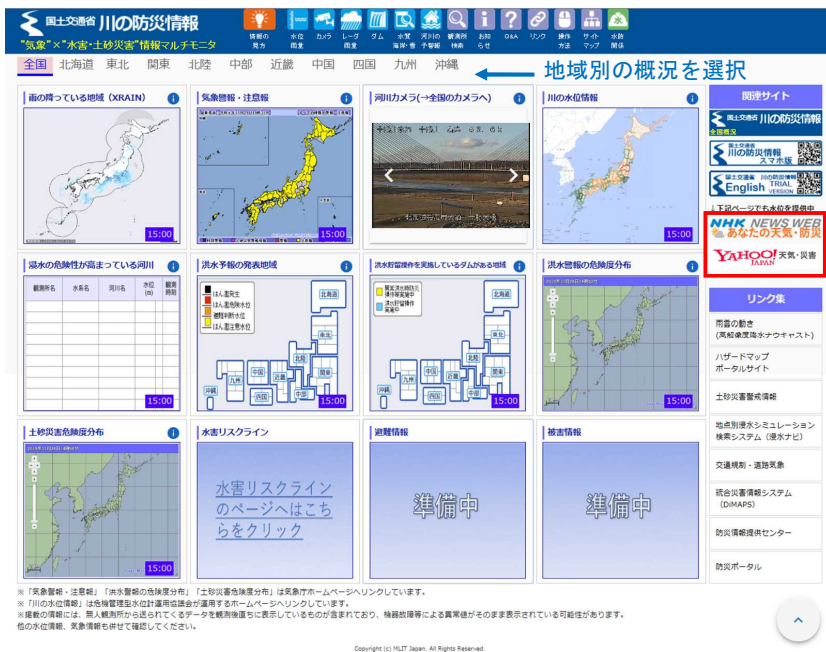 国土交通省 川の防災情報
"気象"×"水害・土砂災害"情報マルチモニタ
情報の見方
水位雨量
カメラ
レーダ雨量
ダム
水質海岸・雪
河川の予警報
観測所検索
お知らせ
Q&A
リンク
操作方法
サイトマップ
水防関係
全国 北海道 東北 関東 北陸 中部 近畿 中国 四国 九州 沖縄
地域別の概況を選択
雨の降っている地域(XRAIN)
気象警報・注意報
河川カメラ(→全国のカメラへ)
川の水位情報
15:00
15:00
15:00
浸水の危険性が高まっている河川
洪水予報の発表地域
洪水貯留操作を実施しているダムがある地域
洪水警報の危険度分布
観測所名 水系名 河川名 水位(m) 観測時刻
15:00
はん濫発生
はん濫危険水位
避難判断水位
はん濫注意水位
北海道
東北
北陸
関東
中部
近畿
中国
四国
九州
沖縄
15:00
異常洪水時防災操作実施中
洪水貯留操作実施中
北海道
東北
北陸
関東
中部
近畿
中国
四国
九州
沖縄
15:00
15:00
土砂災害危険度分布
水害リスクライン
避難情報
被害情報
15:00
水害リスクライン
のページへはこち
らをクリック
準備中
準備中
関連サイト
国土交通省 川の防災情報
全国概況
国土交通省
川の防災情報
スマホ版
国土交通省 川の防災情報
English TRIAL VERSION
↓下記ページでも水位を提供中
NHK NEWS WEB
あなたの天気・防災
YAHOO! JAPAN 天気・災害
リンク集
雨雲の動き
(高解像度降水ナウキャスト)
ハザードマップ
ポータルサイト
土砂災害警戒情報
地点別浸水シミュレーション
検索システム(浸水ナビ)
交通規制・道路気象
統合災害情報システム
(DiMAPS)
防災情報提供センター
防災ポータル
※「気象警報・注意報」「洪水警報の危険度分布」「土砂災害危険度分布」は気象庁ホームページへリンクしています。
※「川の水位情報」は危機管理型水位計運用協議会が運用するホームページへリンクしています。
※掲載の情報には、無人観測所から送られてくるデータを観測後直ちに表示しているものが含まれており、機器故障等による異常値がそのまま表示されている可能性があります。
他の水位情報、気象情報も併せて確認してください。
Copyright (c) MLIT Japan. All Rights Reserved.